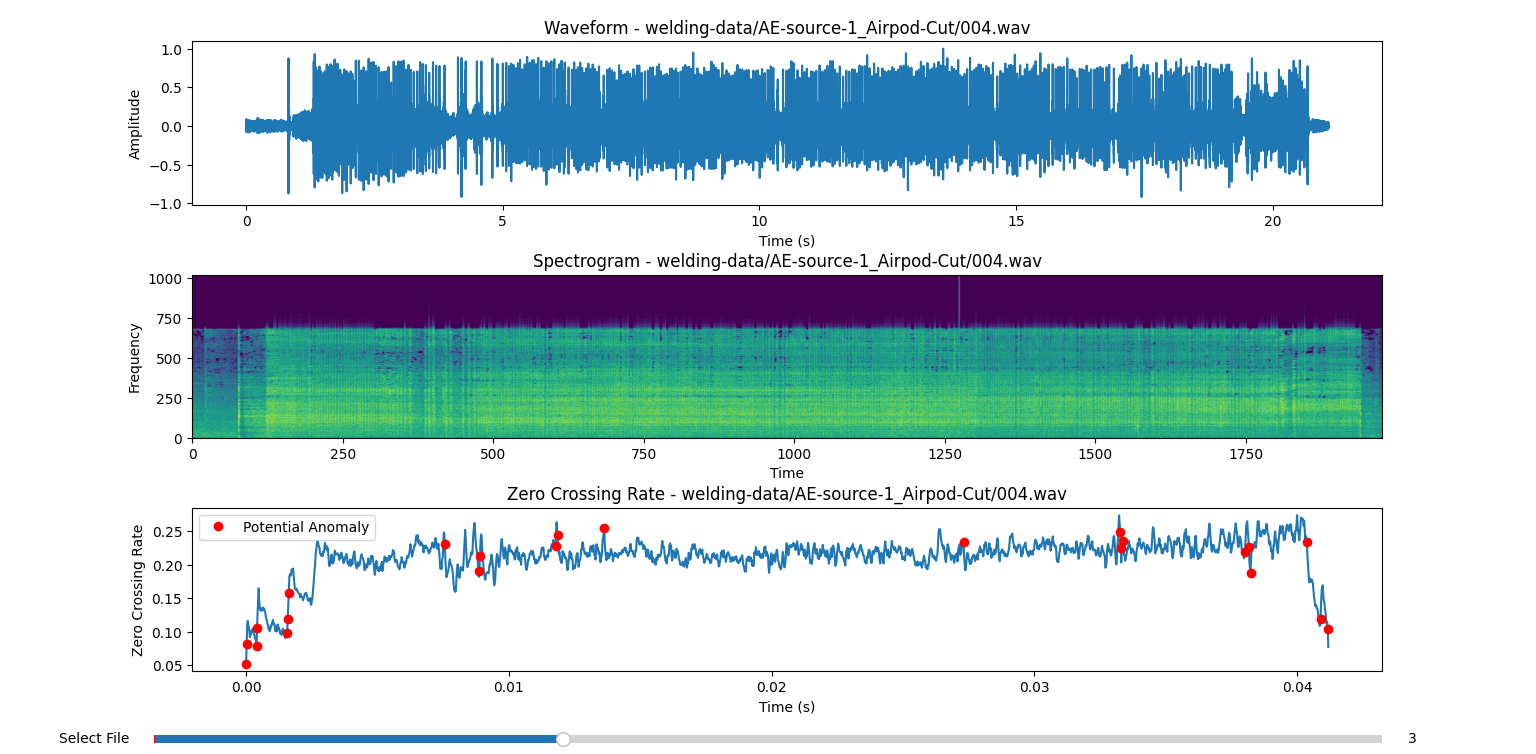 Waveform - welding-data/AE-source-1_Airpod-Cut/004.wav
1.0
0.5
0.0
−0.5
−1.0
Amplitude
0 5 10 15 20
Time (s)
Spectrogram - welding-data/AE-source-1_Airpod-Cut/004.wav
1000
750
500
250
0
Frequency
0 250 500 750 1000 1250 1500 1750
Time
Zero Crossing Rate - welding-data/AE-source-1_Airpod-Cut/004.wav
Potential Anomaly
0.25
0.20
0.15
0.10
0.05
Zero Crossing Rate
0.00 0.01 0.02 0.03 0.04
Time (s)
Select File 3